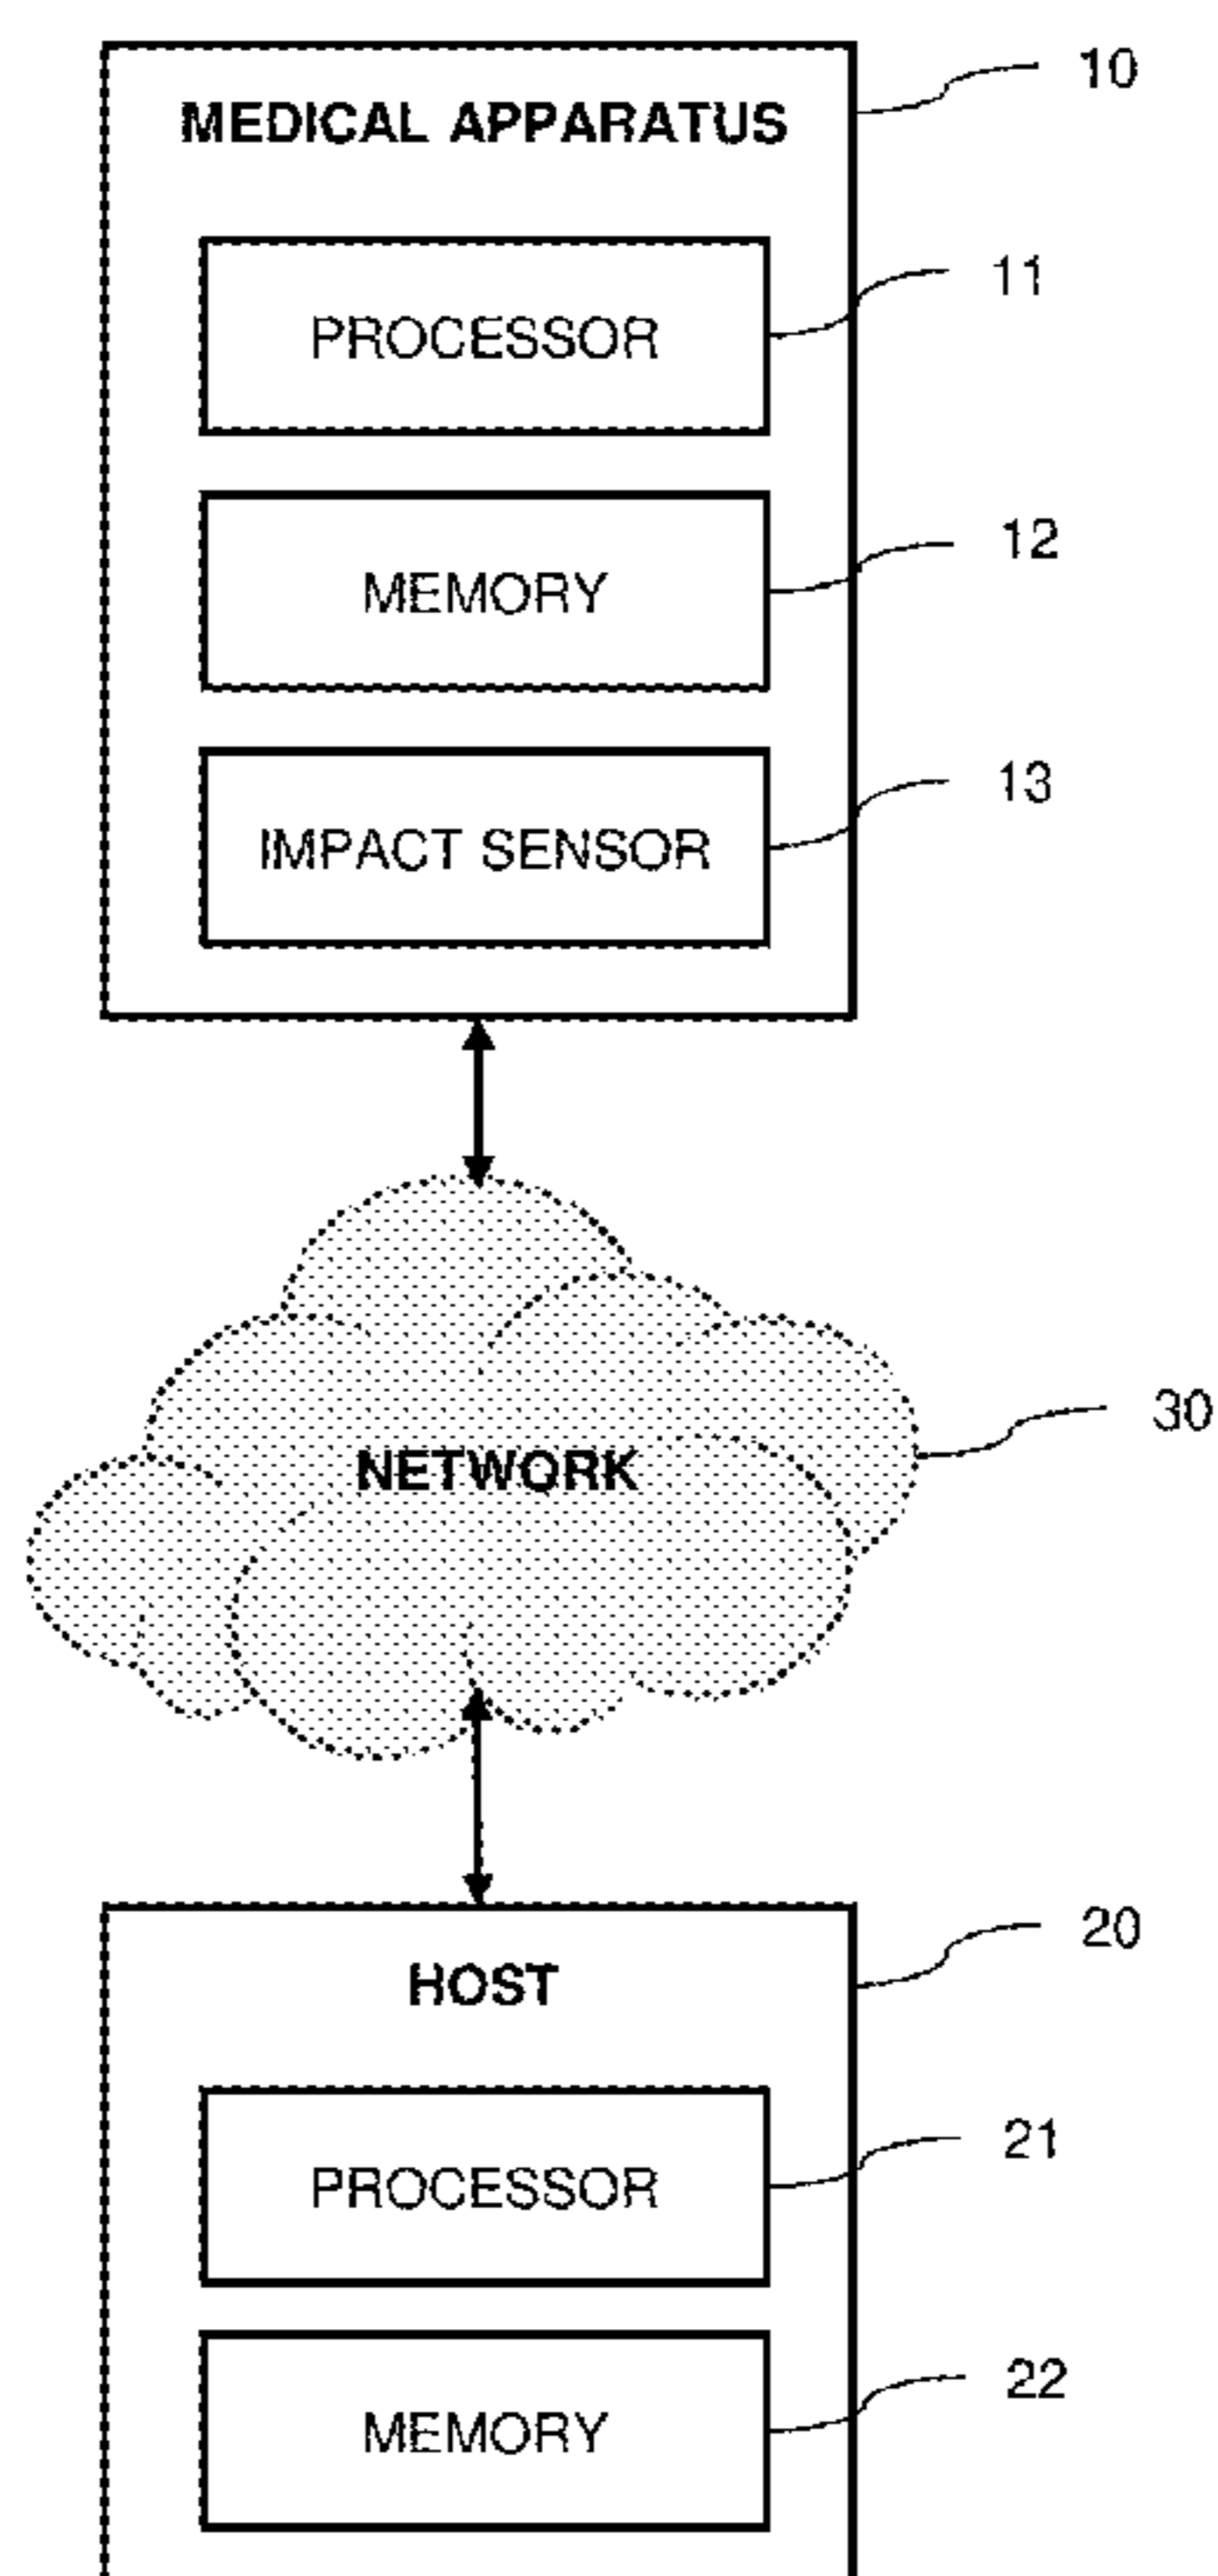 10
MEDICAL APPARATUS
11
PROCESSOR
12
MEMORY
13
IMPACT SENSOR
30
NETWORK
20
HOST
21
PROCESSOR
22
MEMORY